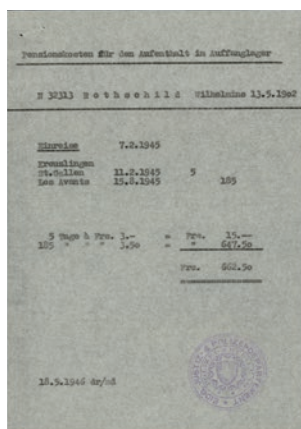 Pensionskosten für den Aufenthalt im Auffanglager
N 32313 Rothschild Wilhelmine 13.5.1902
Einreise 7.2.1945
Kreuzlingen
St.Gallen 11.2.1945 5
Les Avants 15.8.1945 185
5 Tage à Frs. 3.- = Frs. 15.--
185 " " " 3.50 = " 647.50
Frs. 662.50
18.5.1946